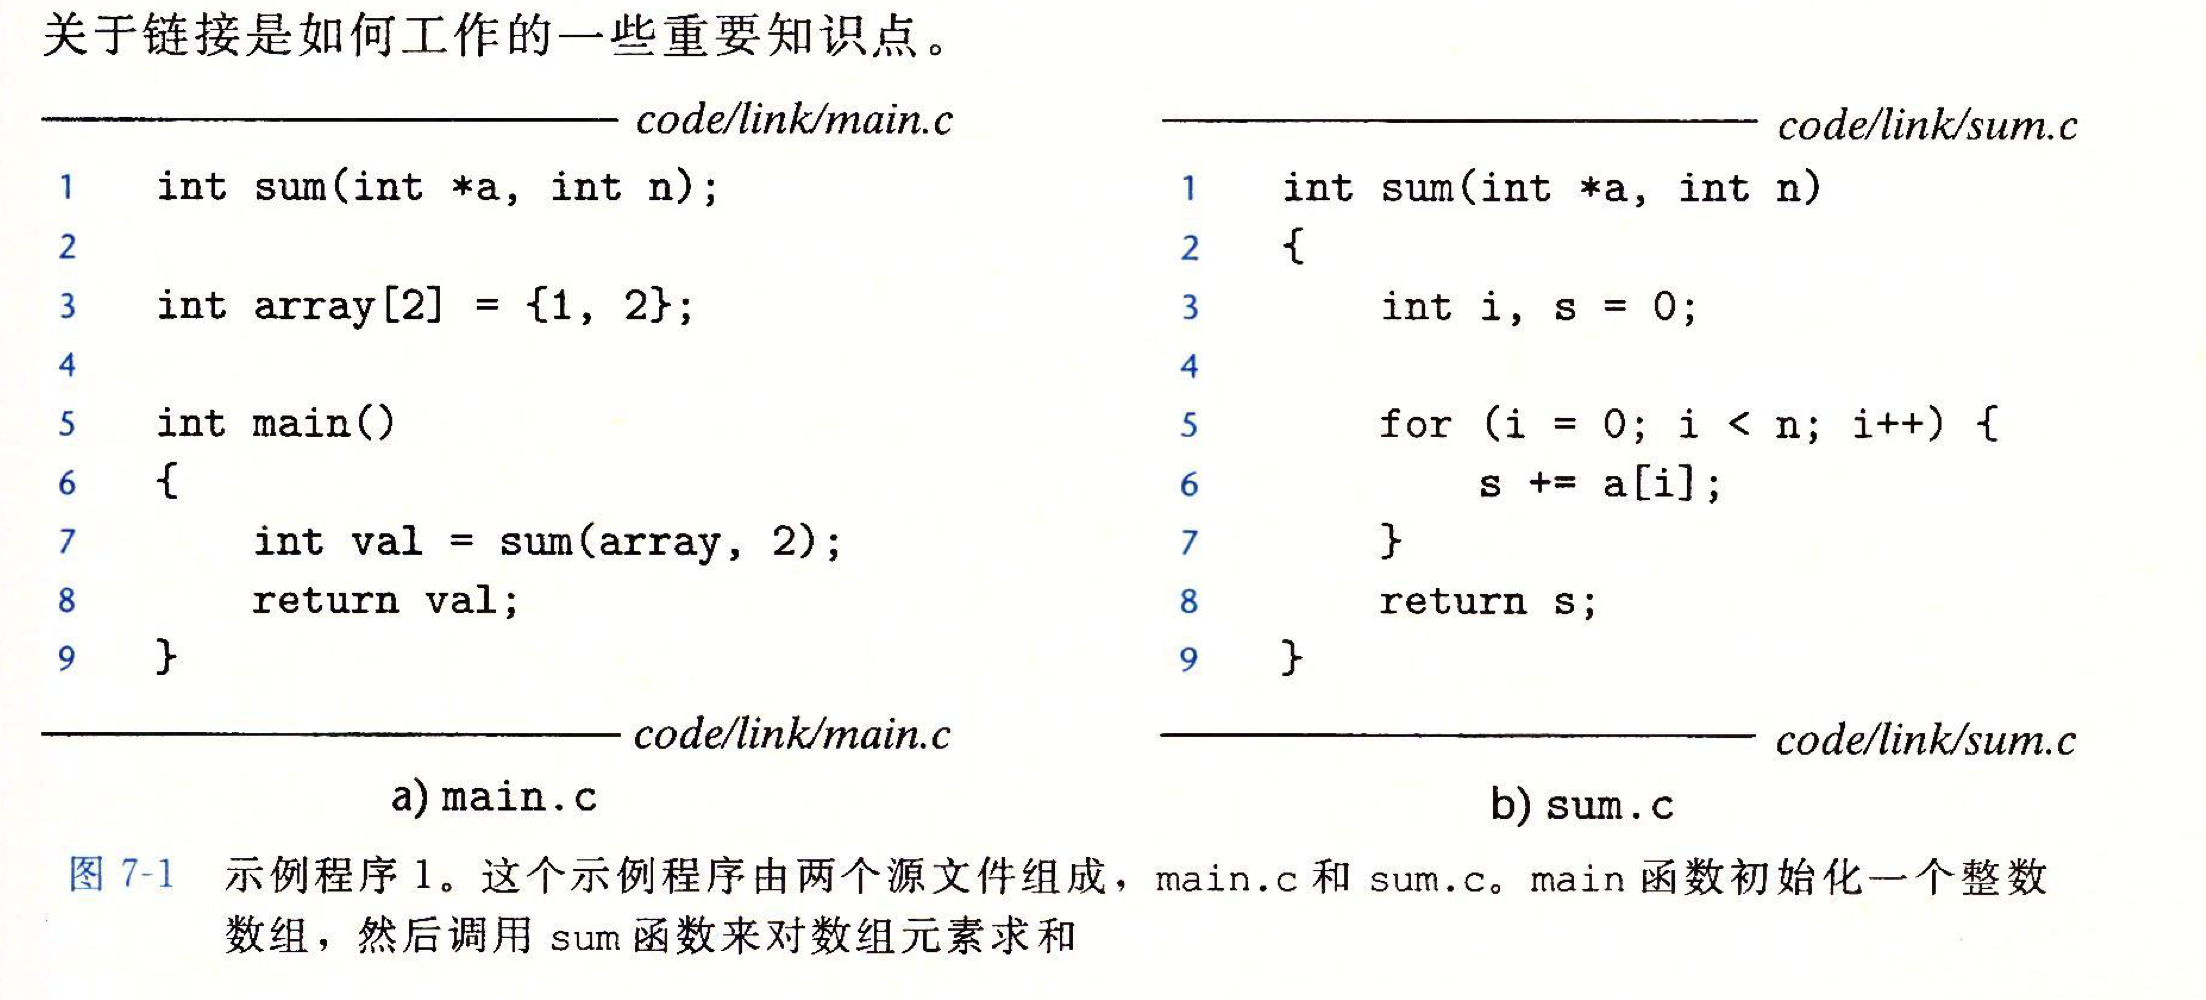 关于链接是如何工作的一些重要知识点。
code/link/main.c
1 int sum(int *a, int n);
2
3 int array[2] = {1, 2};
4
5 int main()
6 {
7     int val = sum(array, 2);
8     return val;
9 }
code/link/main.c
a) main.c
code/link/sum.c
1 int sum(int *a, int n)
2 {
3     int i, s = 0;
4
5     for (i = 0; i < n; i++) {
6         s += a[i];
7     }
8     return s;
9 }
code/link/sum.c
b) sum.c
图 7-1 示例程序 1。这个示例程序由两个源文件组成，main.c 和 sum.c。main 函数初始化一个整数
数组，然后调用 sum 函数来对数组元素求和